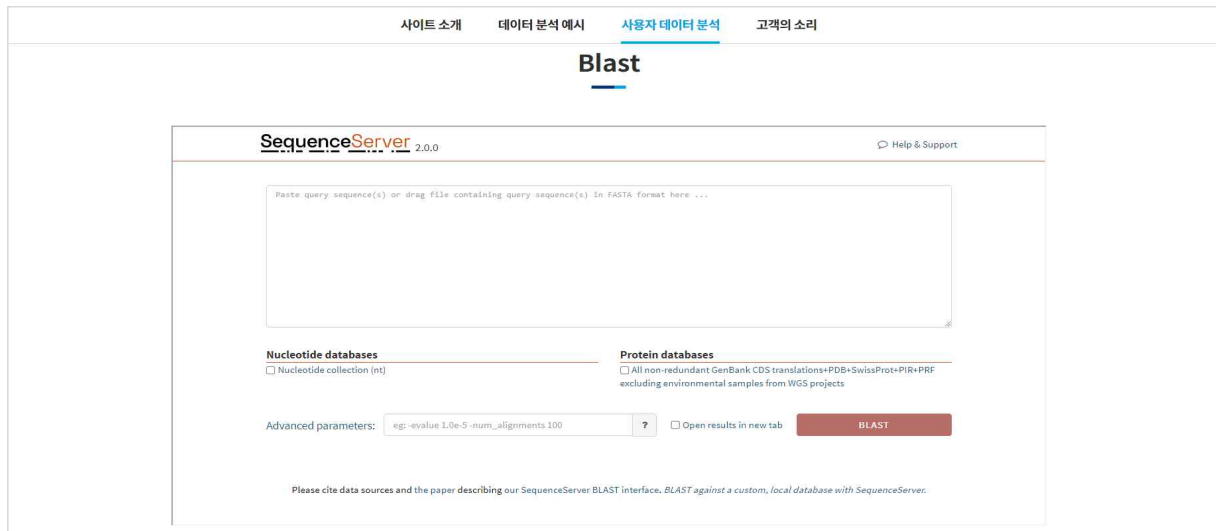 사이트 소개 데이터 분석 예시 사용자 데이터 분석 고객의 소리
Blast
SequenceServer 2.0.0 Help & Support
Paste query sequence(s) or drag file containing query sequence(s) in FASTA format here ...
Nucleotide databases Protein databases
Nucleotide collection (nt) All non-redundant GenBank CDS translations+PDB+SwissProt+PIR+PRF
excluding environmental samples from WGS projects
Advanced parameters: eg: -evalue 1.0e-5 -num_alignments 100 ? Open results in new tab BLAST
Please cite data sources and the paper describing our SequenceServer BLAST interface. BLAST against a custom, local database with SequenceServer.